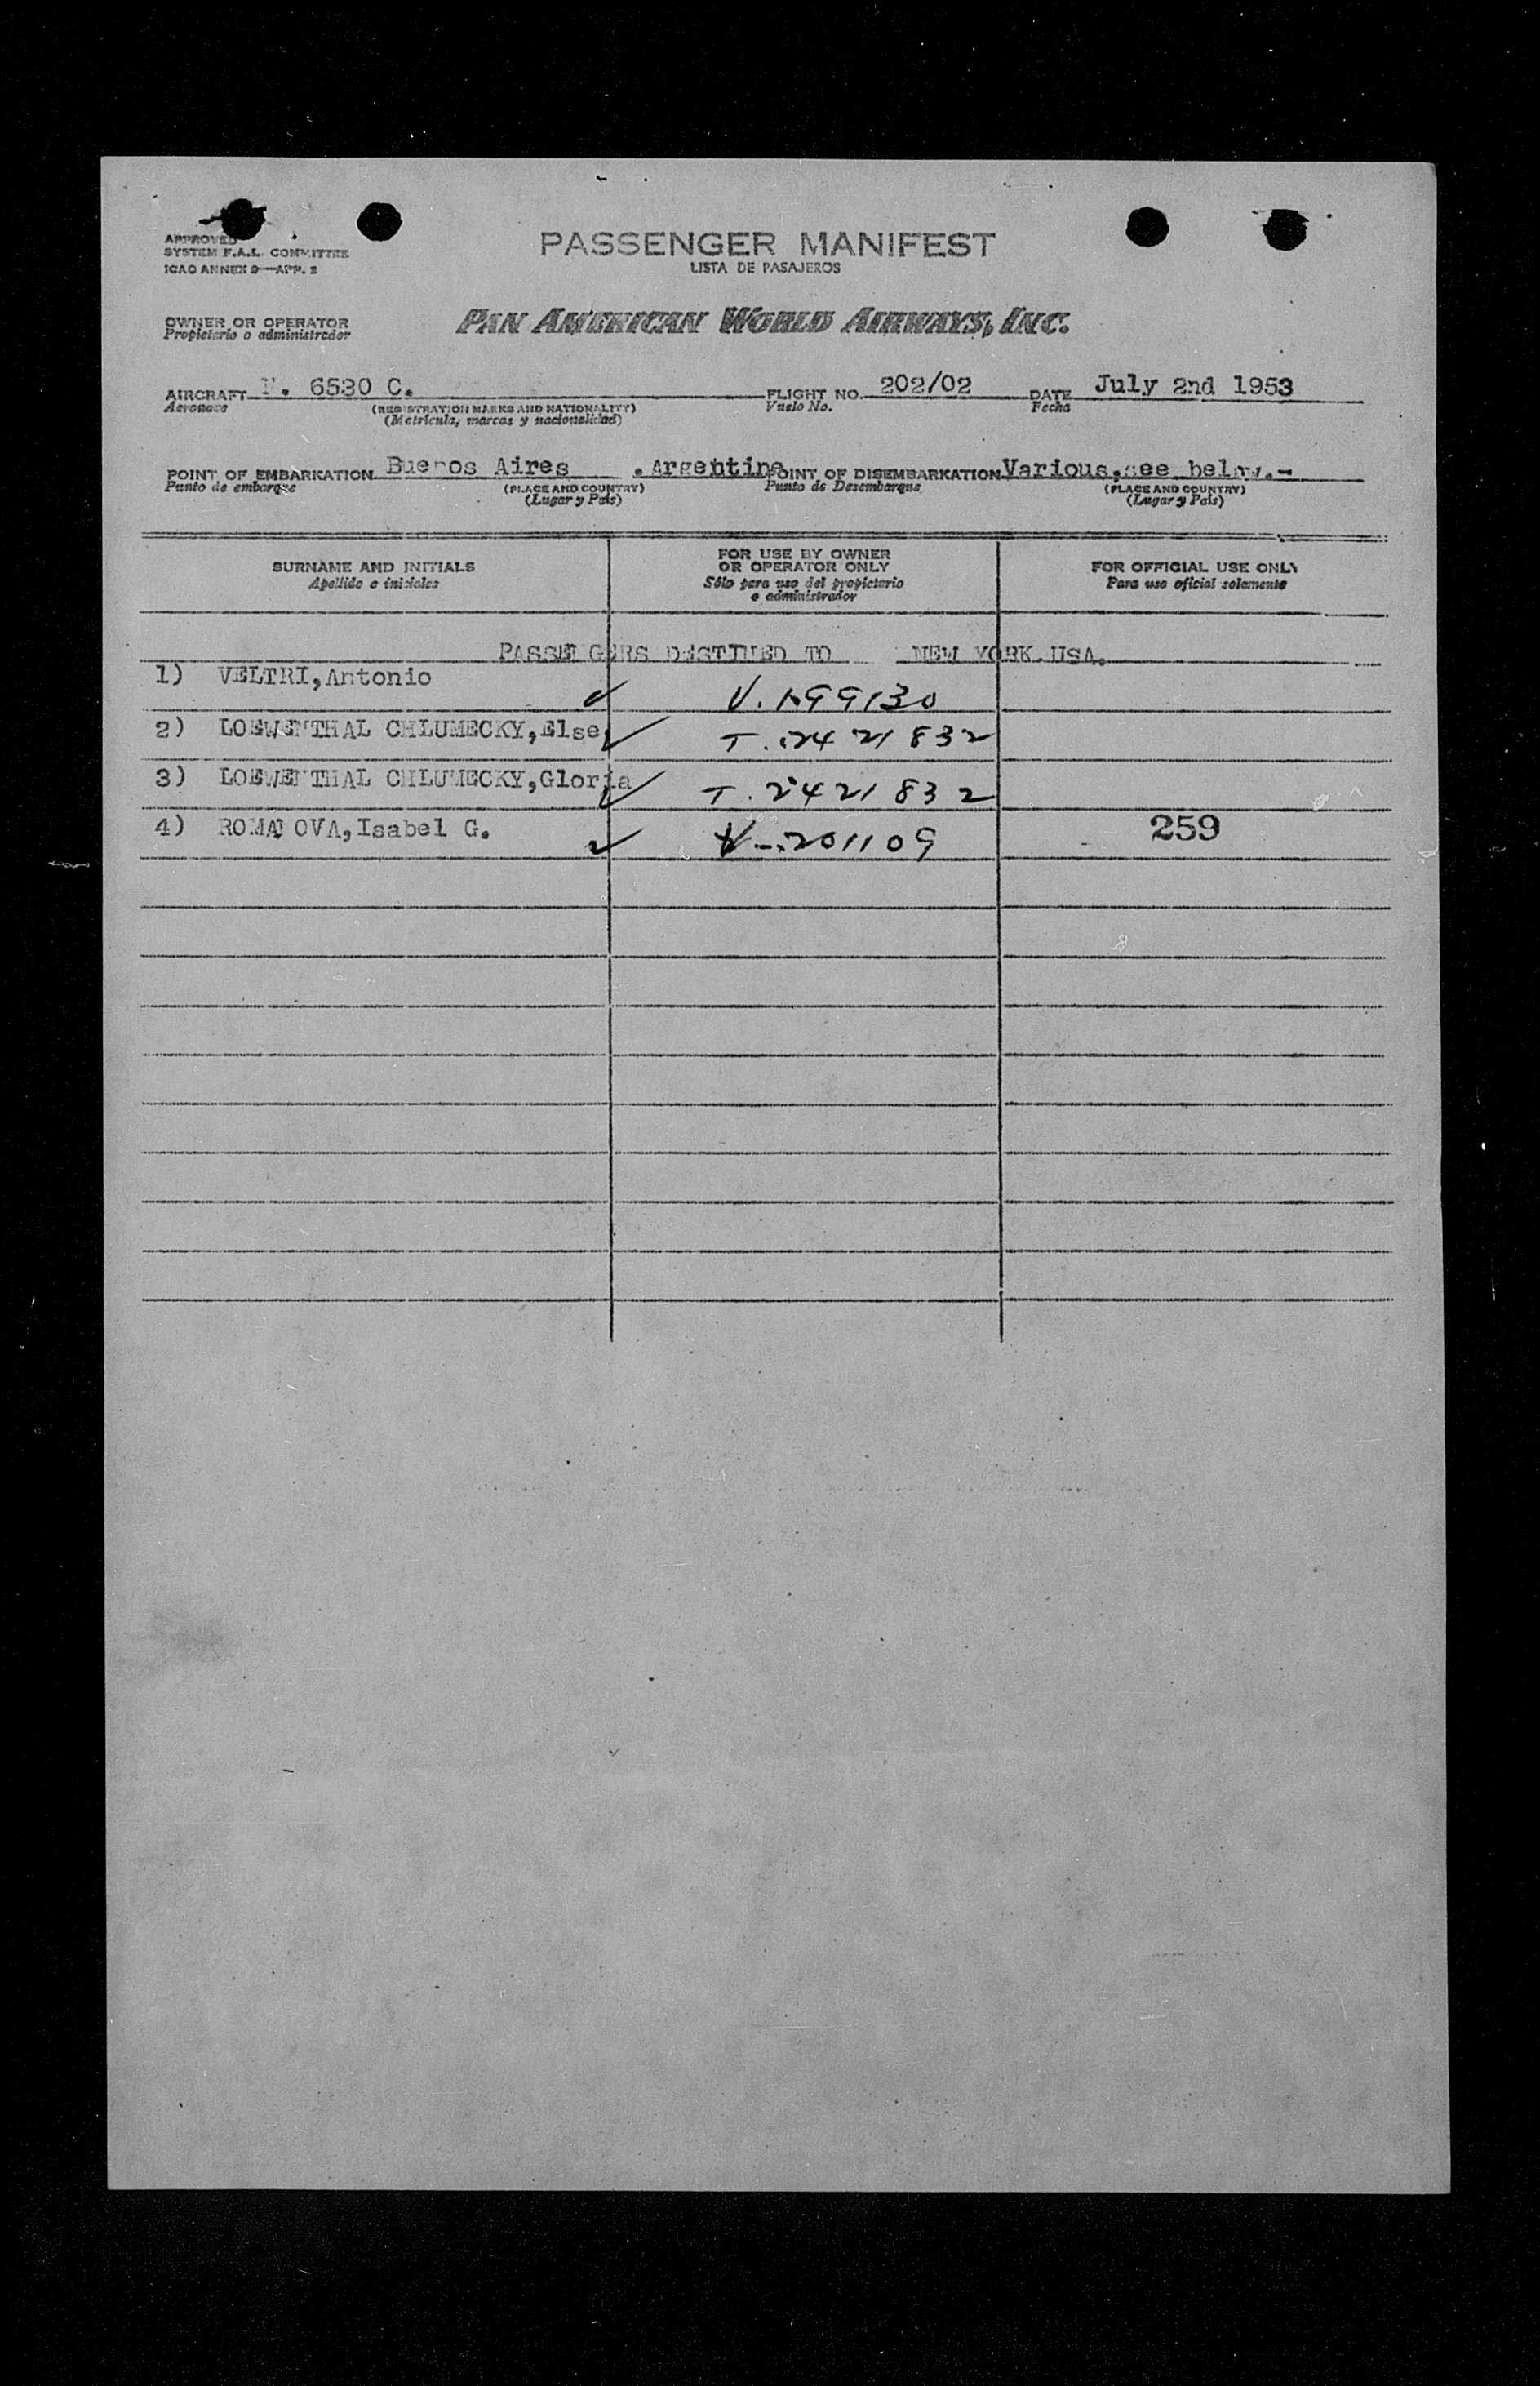 APPROVED
SYSTEM F.A.L. COMMITTEE
ICAO ANNEX 9—APP. 2
PASSENGER MANIFEST
LISTA DE PASAJEROS
OWNER OR OPERATOR
Propietario o administrador
PAN AMERICAN WORLD AIRWAYS, INC.
AIRCRAFT N. 6530 C. FLIGHT NO. 202/02 DATE July 2nd 1953
Aeronave (REGISTRATION MARKS AND NATIONALITY) Vuelo No. Fecha
(Matrícula, marcas y nacionalidad)
POINT OF EMBARKATION Buenos Aires . Argentina POINT OF DISEMBARKATION Various,see below.-
Punto de embarque (PLACE AND COUNTRY) Punto de Desembarque (PLACE AND COUNTRY)
(Lugar y País) (Lugar y País)
SURNAME AND INITIALS
Apellido e iniciales
FOR USE BY OWNER
OR OPERATOR ONLY
Sólo para uso del propietario
o administrador
FOR OFFICIAL USE ONLY
Para uso oficial solamente
PASSENGERS DESTINED TO NEW YORK.USA.
1) VELTRI,Antonio V. 199130
2) LOEWENTHAL CHLUMECKY,Else T. 2421832
3) LOEWENTHAL CHLUMECKY,Gloria T. 2421832
4) ROMANOVA,Isabel G. V-201109 259